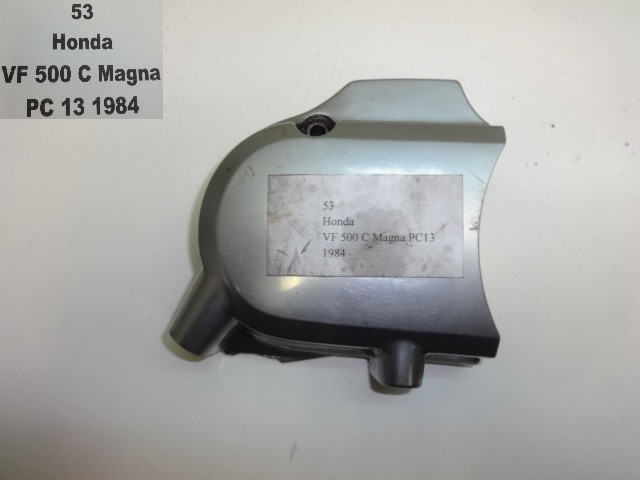 53
Honda
VF 500 C Magna
PC 13 1984
53
Honda
VF 500 C Magna PC13
1984